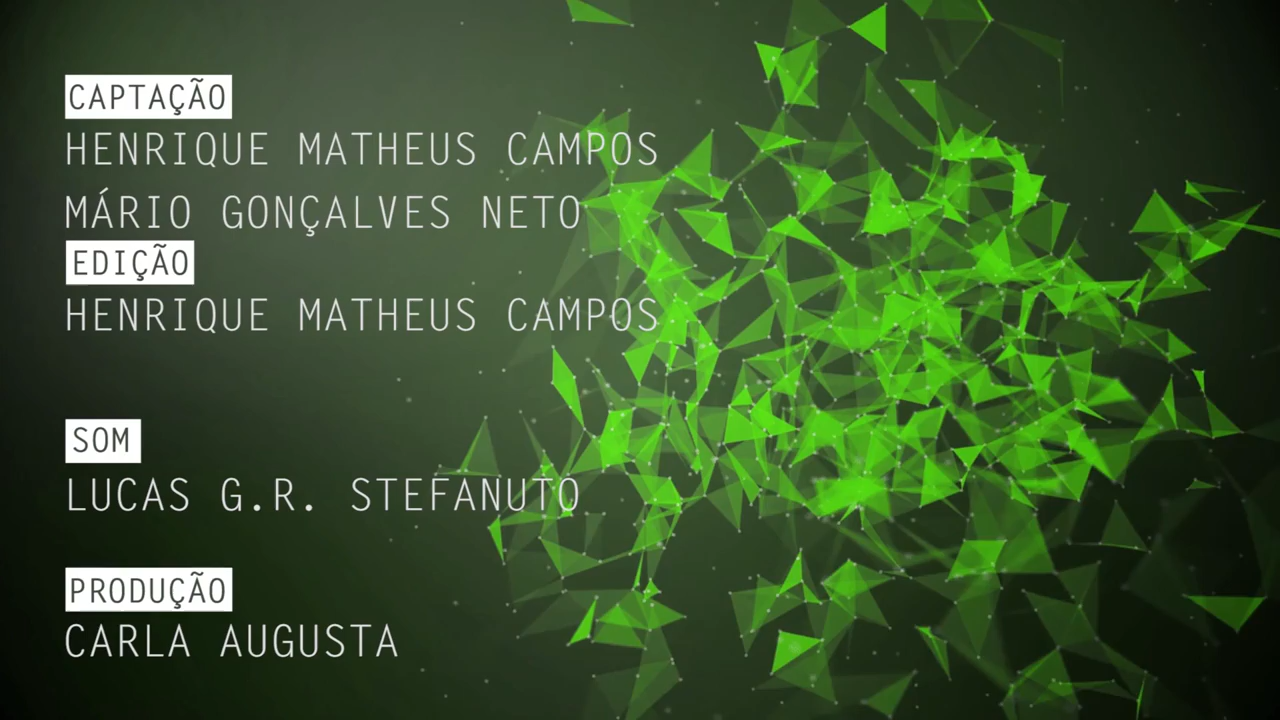 CAPTAÇÃO
HENRIQUE MATHEUS CAMPOS
MÁRIO GONÇALVES NETO
EDIÇÃO
HENRIQUE MATHEUS CAMPOS
SOM
LUCAS G.R. STEFANUTO
PRODUÇÃO
CARLA AUGUSTA